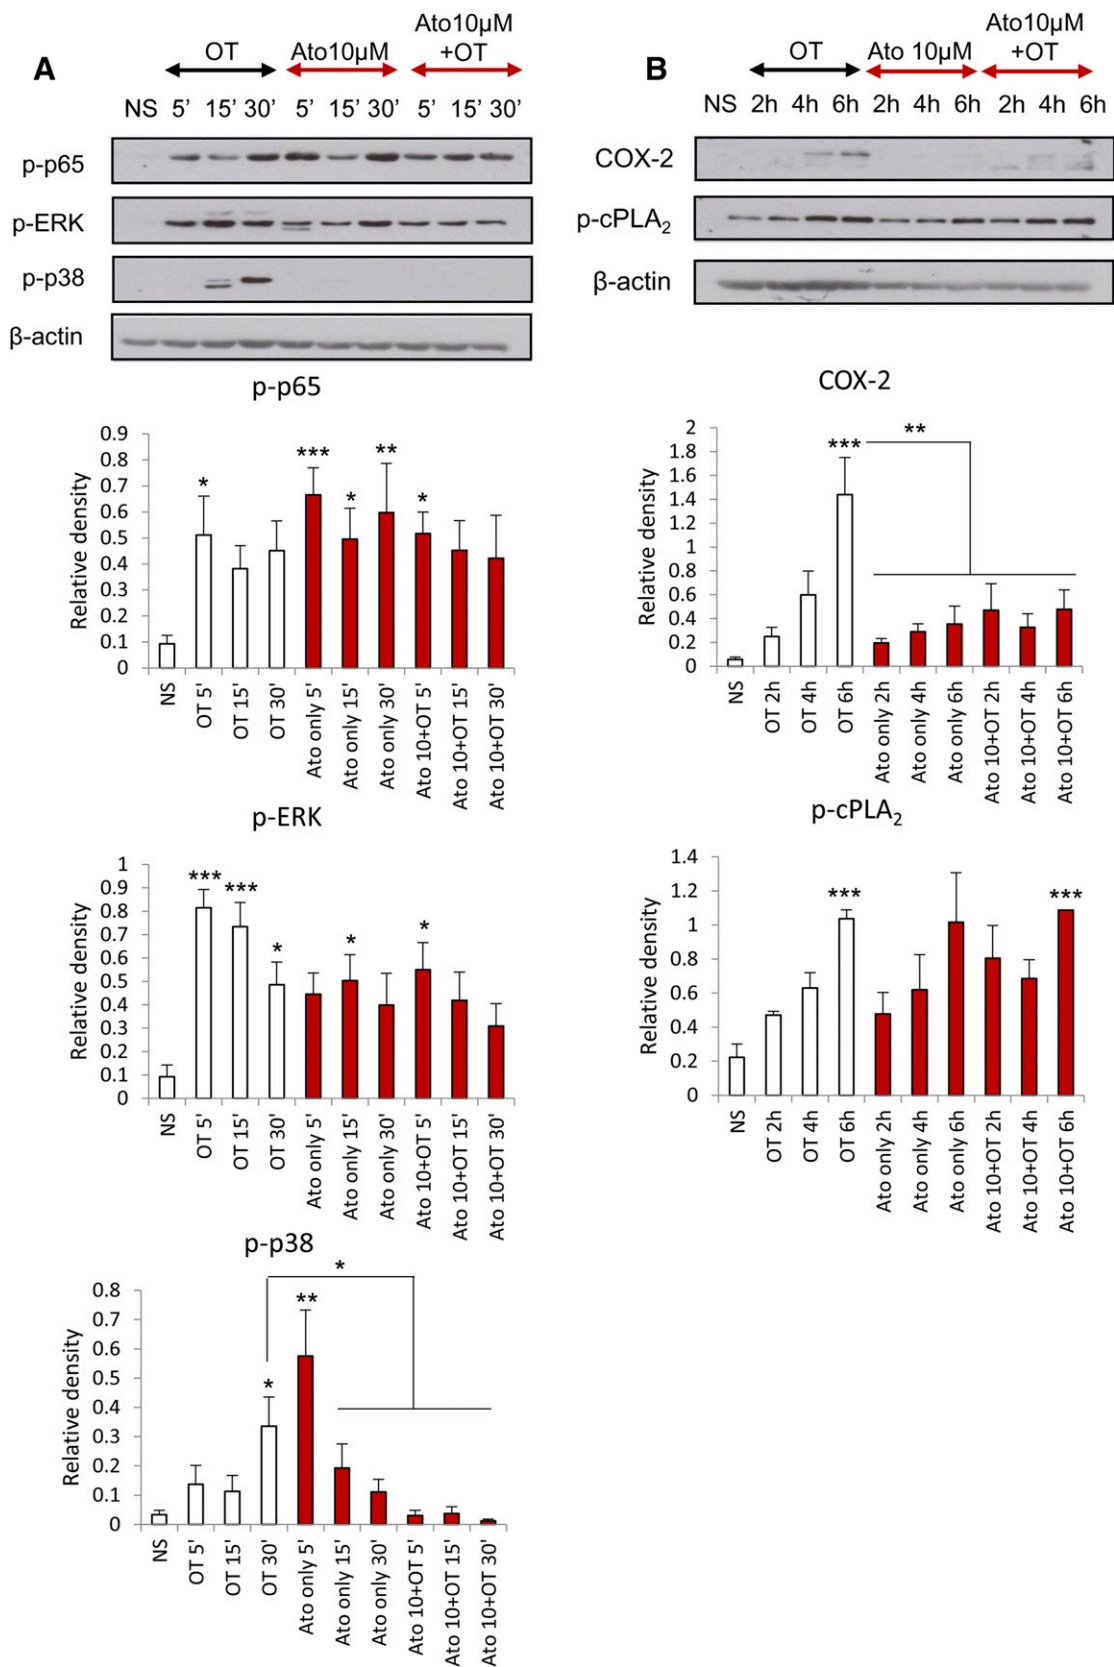 A
OT
Ato10µM
Ato10µM
+OT
NS 5’ 15’ 30’ 5’ 15’ 30’ 5’ 15’ 30’
p-p65
p-ERK
p-p38
β-actin
B
OT
Ato 10µM
Ato10µM
+OT
NS 2h 4h 6h 2h 4h 6h 2h 4h 6h
COX-2
p-cPLA2
β-actin
p-p65
Relative density
0.9
0.8
0.7
0.6
0.5
0.4
0.3
0.2
0.1
0
* *** * ** *
NS
OT 5'
OT 15'
OT 30'
Ato only 5'
Ato only 15'
Ato only 30'
Ato 10+OT 5'
Ato 10+OT 15'
Ato 10+OT 30'
COX-2
Relative density
2
1.8
1.6
1.4
1.2
1
0.8
0.6
0.4
0.2
0
*** **
NS
OT 2h
OT 4h
OT 6h
Ato only 2h
Ato only 4h
Ato only 6h
Ato 10+OT 2h
Ato 10+OT 4h
Ato 10+OT 6h
p-ERK
Relative density
1
0.9
0.8
0.7
0.6
0.5
0.4
0.3
0.2
0.1
0
*** *** * * *
NS
OT 5'
OT 15'
OT 30'
Ato only 5'
Ato only 15'
Ato only 30'
Ato 10+OT 5'
Ato 10+OT 15'
Ato 10+OT 30'
p-cPLA2
Relative density
1.4
1.2
1
0.8
0.6
0.4
0.2
0
*** ***
NS
OT 2h
OT 4h
OT 6h
Ato only 2h
Ato only 4h
Ato only 6h
Ato 10+OT 2h
Ato 10+OT 4h
Ato 10+OT 6h
p-p38
Relative density
0.8
0.7
0.6
0.5
0.4
0.3
0.2
0.1
0
* ** *
NS
OT 5'
OT 15'
OT 30'
Ato only 5'
Ato only 15'
Ato only 30'
Ato 10+OT 5'
Ato 10+OT 15'
Ato 10+OT 30'